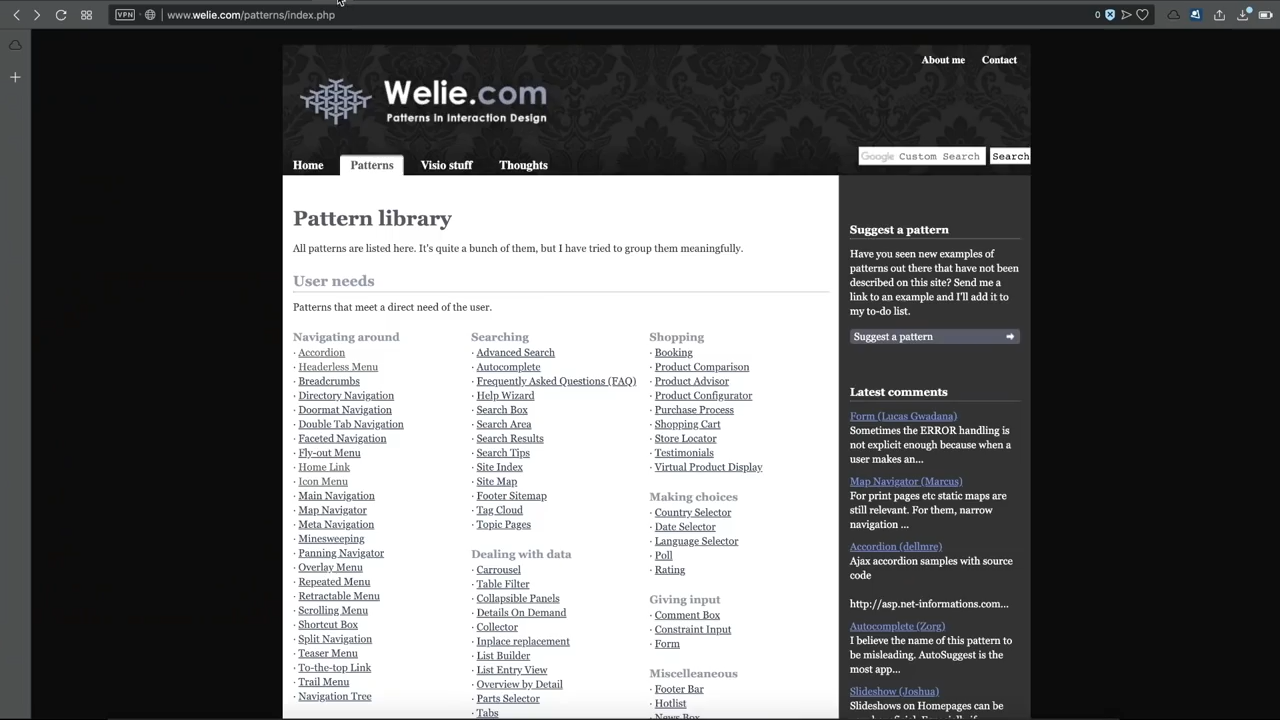 VPN
www.welie.com/patterns/index.php
0
About me
Contact
Welie.com
Patterns in Interaction Design
Home
Patterns
Visio stuff
Thoughts
Google Custom Search
Search
Pattern library
All patterns are listed here. It's quite a bunch of them, but I have tried to group them meaningfully.
User needs
Patterns that meet a direct need of the user.
Navigating around
· Accordion
· Headerless Menu
· Breadcrumbs
· Directory Navigation
· Doormat Navigation
· Double Tab Navigation
· Faceted Navigation
· Fly-out Menu
· Home Link
· Icon Menu
· Main Navigation
· Map Navigator
· Meta Navigation
· Minesweeping
· Panning Navigator
· Overlay Menu
· Repeated Menu
· Retractable Menu
· Scrolling Menu
· Shortcut Box
· Split Navigation
· Teaser Menu
· To-the-top Link
· Trail Menu
· Navigation Tree
Searching
· Advanced Search
· Autocomplete
· Frequently Asked Questions (FAQ)
· Help Wizard
· Search Box
· Search Area
· Search Results
· Search Tips
· Site Index
· Site Map
· Footer Sitemap
· Tag Cloud
· Topic Pages
Dealing with data
· Carrousel
· Table Filter
· Collapsible Panels
· Details On Demand
· Collector
· Inplace replacement
· List Builder
· List Entry View
· Overview by Detail
· Parts Selector
· Tabs
Shopping
· Booking
· Product Comparison
· Product Advisor
· Product Configurator
· Purchase Process
· Shopping Cart
· Store Locator
· Testimonials
· Virtual Product Display
Making choices
· Country Selector
· Date Selector
· Language Selector
· Poll
· Rating
Giving input
· Comment Box
· Constraint Input
· Form
Miscelleaneous
· Footer Bar
· Hotlist
· News Box
Suggest a pattern
Have you seen new examples of
patterns out there that have not been
described on this site? Send me a
link to an example and I'll add it to
my to-do list.
Suggest a pattern
Latest comments
Form (Lucas Gwadana)
Sometimes the ERROR handling is
not explicit enough because when a
user makes an...
Map Navigator (Marcus)
For print pages etc static maps are
still relevant. For them, narrow
navigation ...
Accordion (dellmre)
Ajax accordion samples with source
code
http://asp.net-informations.com...
Autocomplete (Zorg)
I believe the name of this pattern to
be misleading. AutoSuggest is the
most app...
Slideshow (Joshua)
Slideshows on Homepages can be